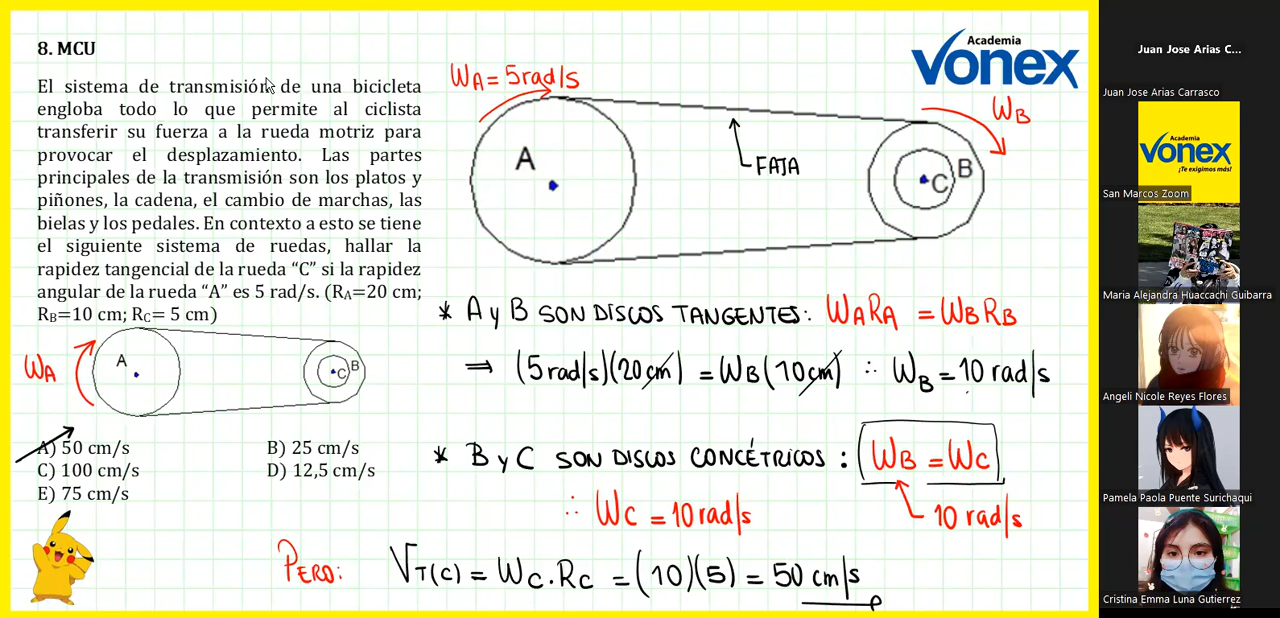 8. MCU
El sistema de transmisión de una bicicleta
engloba todo lo que permite al ciclista
transferir su fuerza a la rueda motriz para
provocar el desplazamiento. Las partes
principales de la transmisión son los platos y
piñones, la cadena, el cambio de marchas, las
bielas y los pedales. En contexto a esto se tiene
el siguiente sistema de ruedas, hallar la
rapidez tangencial de la rueda “C” si la rapidez
angular de la rueda “A” es 5 rad/s. (RA=20 cm;
RB=10 cm; RC= 5 cm)
WA
A
C
B
A) 50 cm/s
B) 25 cm/s
C) 100 cm/s
D) 12,5 cm/s
E) 75 cm/s
WA = 5rad/s
A
FAJA
WB
C
B
Academia
Vonex
* A y B SON DISCOS TANGENTES: WARA = WBRB
⇒ (5rad/s)(20cm) = WB(10cm) ∴ WB = 10 rad/s
* B y C SON DISCOS CONCÉTRICOS : WB = WC
∴ WC = 10 rad/s
10 rad/s
PERO: VT(C) = WC.RC = (10)(5) = 50 cm/s
Juan Jose Arias C...
Juan Jose Arias Carrasco
Academia
Vonex
¡Te exigimos más!
San Marcos Zoom
Maria Alejandra Huaccachi Guibarra
Angeli Nicole Reyes Flores
Pamela Paola Puente Surichaqui
Cristina Emma Luna Gutierrez